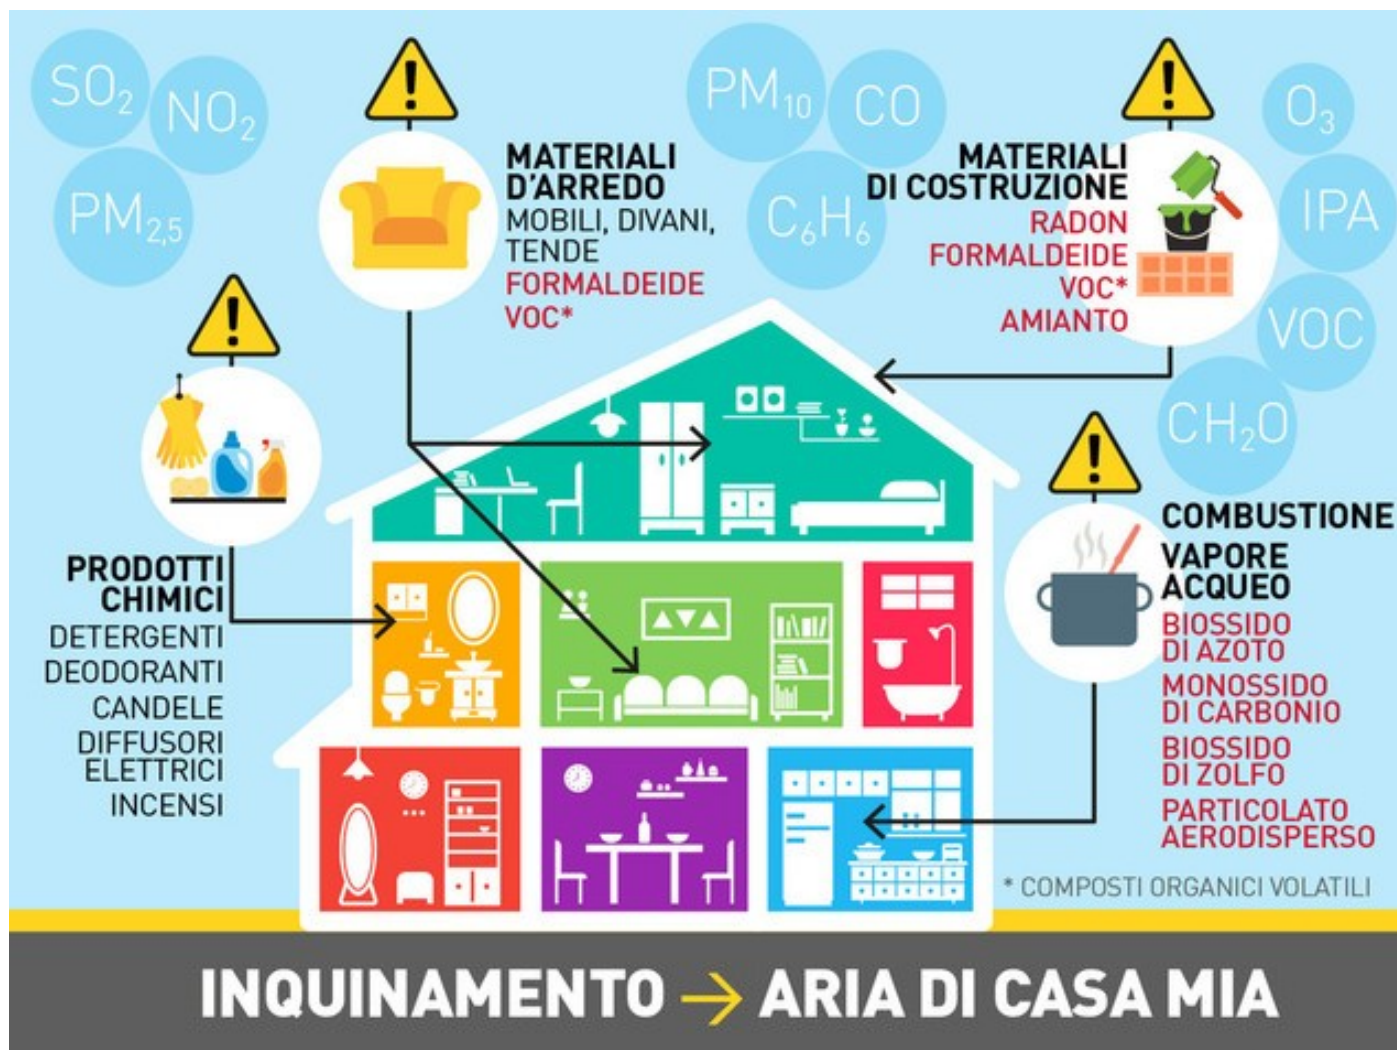 SO2
NO2
PM2,5
MATERIALI
D'ARREDO
MOBILI, DIVANI,
TENDE
FORMALDEIDE
VOC*
PM10
CO
C6H6
MATERIALI
DI COSTRUZIONE
RADON
FORMALDEIDE
VOC*
AMIANTO
O3
IPA
VOC
CH2O
PRODOTTI
CHIMICI
DETERGENTI
DEODORANTI
CANDELE
DIFFUSORI
ELETTRICI
INCENSI
COMBUSTIONE
VAPORE
ACQUEO
BIOSSIDO
DI AZOTO
MONOSSIDO
DI CARBONIO
BIOSSIDO
DI ZOLFO
PARTICOLATO
AERODISPERSO
* COMPOSTI ORGANICI VOLATILI
INQUINAMENTO → ARIA DI CASA MIA